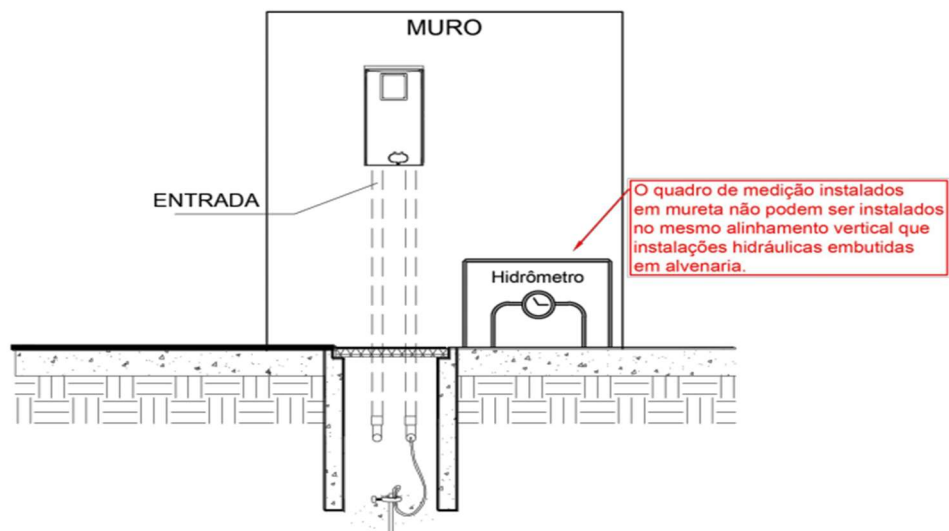 MURO
ENTRADA
O quadro de medição instalados
em mureta não podem ser instalados
no mesmo alinhamento vertical que
instalações hidráulicas embutidas
em alvenaria.
Hidrômetro